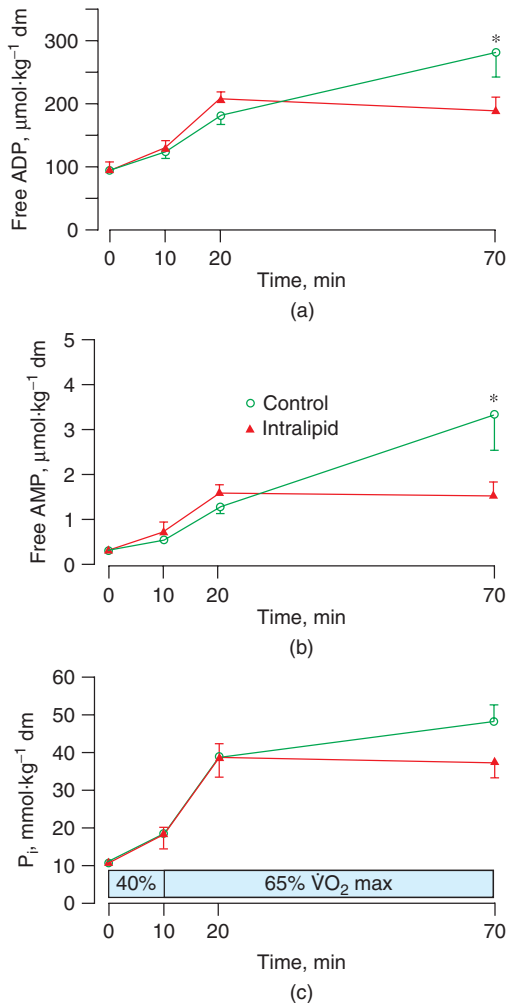 Free ADP, μmol·kg⁻¹ dm
300
200
100
0
*
0 10 20 70
Time, min
(a)
Free AMP, μmol·kg⁻¹ dm
5
4
3
2
1
0
Control
Intralipid
*
0 10 20 70
Time, min
(b)
Pᵢ, mmol·kg⁻¹ dm
60
50
40
30
20
10
00
40% 65% V̇O₂ max
0 10 20 70
Time, min
(c)